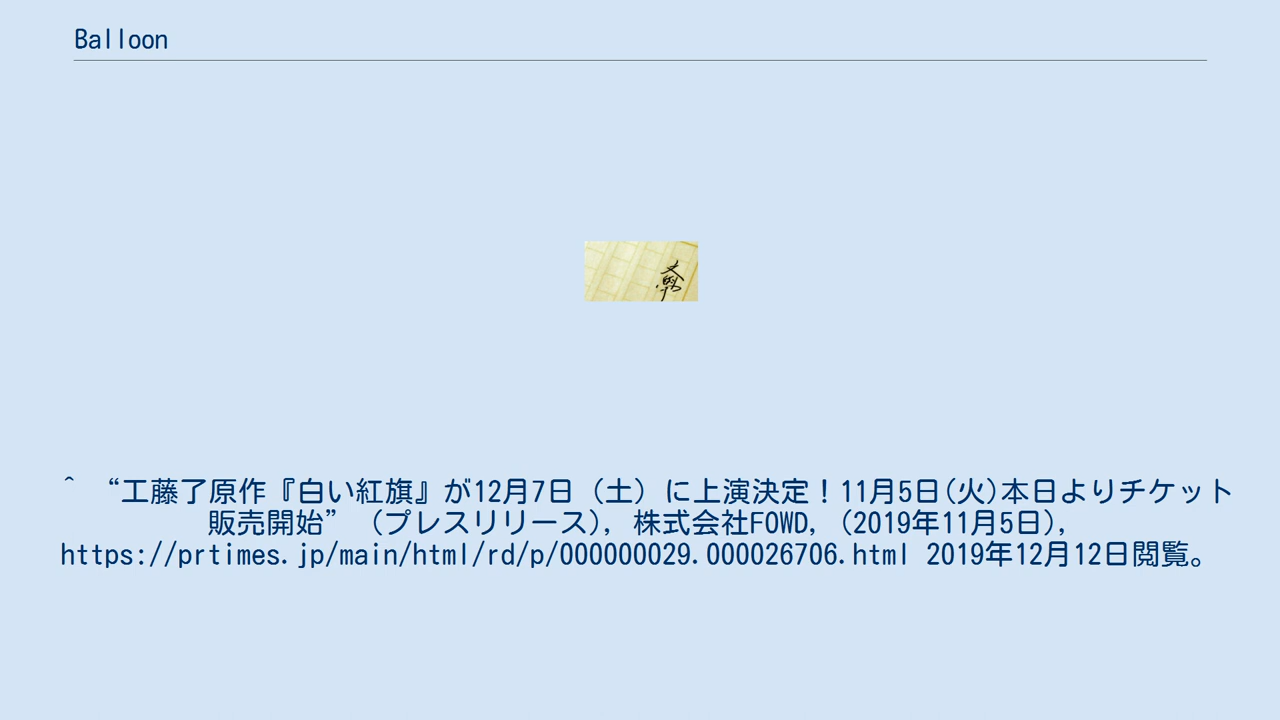 Balloon
^ “工藤了原作『白い紅旗』が12月7日（土）に上演決定！11月5日(火)本日よりチケット
販売開始” (プレスリリース), 株式会社FOWD, (2019年11月5日),
https://prtimes.jp/main/html/rd/p/000000029.000026706.html 2019年12月12日閲覧。